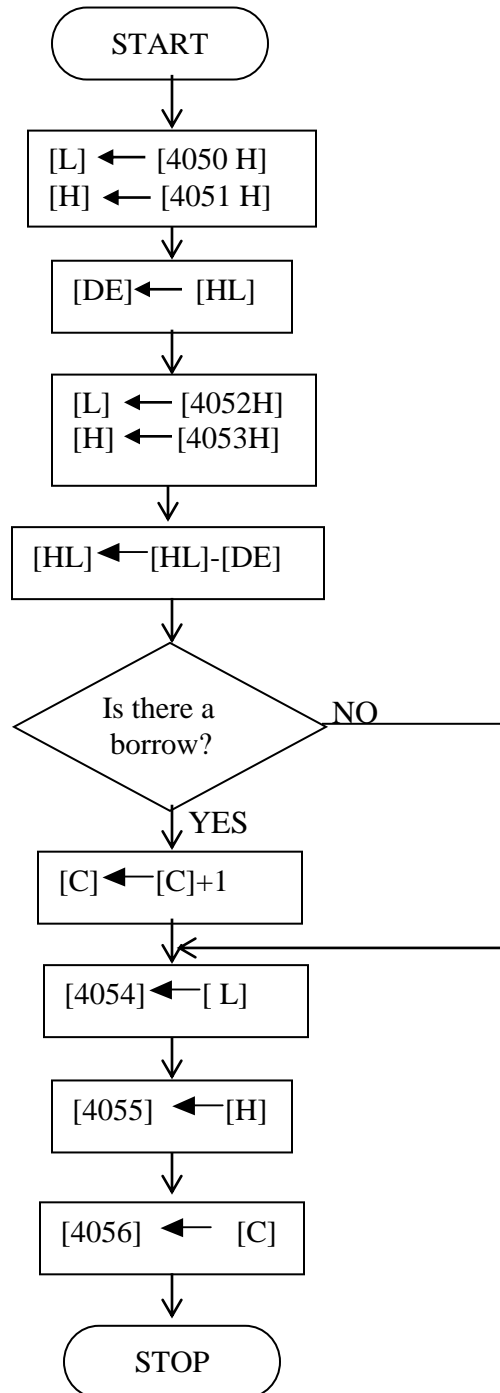 START
[L] ← [4050 H]
[H] ← [4051 H]
[DE] ← [HL]
[L] ← [4052H]
[H] ← [4053H]
[HL] ← [HL]-[DE]
Is there a
borrow?
NO
YES
[C] ← [C]+1
[4054] ← [ L]
[4055] ← [H]
[4056] ← [C]
STOP